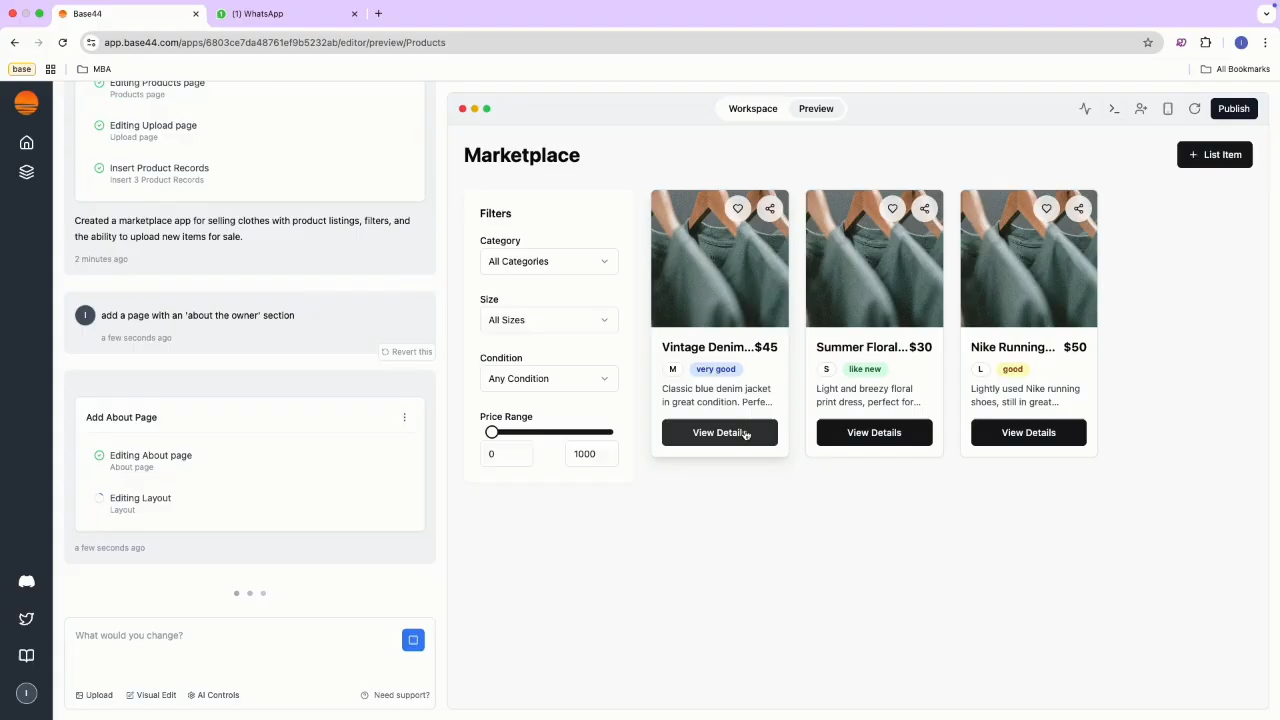 Base44
(1) WhatsApp
app.base44.com/apps/6803ce7da48761ef9b5232ab/editor/preview/Products
base
MBA
All Bookmarks
Editing Products page
Products page
Editing Upload page
Upload page
Insert Product Records
Insert 3 Product Records
Created a marketplace app for selling clothes with product listings, filters, and
the ability to upload new items for sale.
2 minutes ago
I
add a page with an 'about the owner' section
a few seconds ago
Revert this
Add About Page
Editing About page
About page
Editing Layout
Layout
a few seconds ago
What would you change?
Upload
Visual Edit
AI Controls
Need support?
I
Workspace
Preview
Publish
Marketplace
List Item
Filters
Category
All Categories
Size
All Sizes
Condition
Any Condition
Price Range
0
1000
Vintage Denim...$45
M very good
Classic blue denim jacket
in great condition. Perfe...
View Details
Summer Floral...$30
S like new
Light and breezy floral
print dress, perfect for...
View Details
Nike Running... $50
L good
Lightly used Nike running
shoes, still in great...
View Details